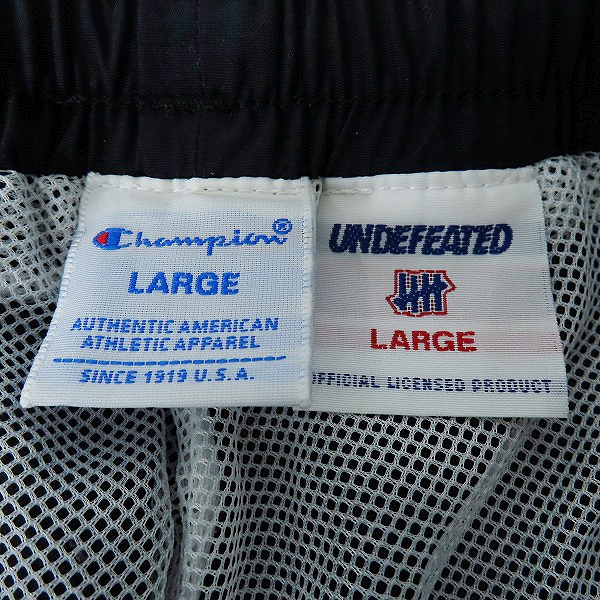 Champion®
LARGE
AUTHENTIC AMERICAN
ATHLETIC APPAREL
SINCE 1919 U.S.A.
UNDEFEATED
LARGE
OFFICIAL LICENSED PRODUCT